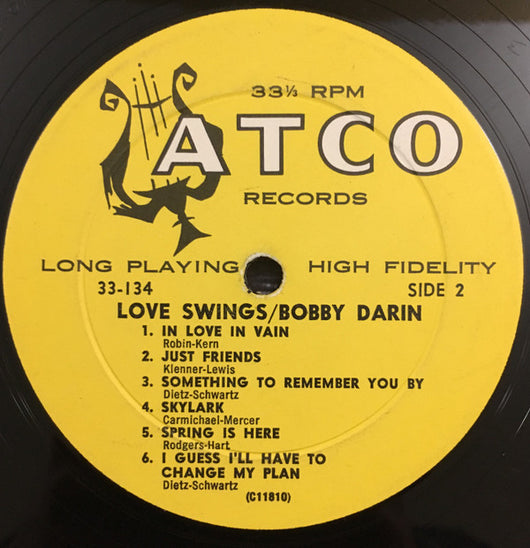 33⅓ RPM
ATCO
RECORDS
LONG PLAYING HIGH FIDELITY
33-134 SIDE 2
LOVE SWINGS/BOBBY DARIN
1. IN LOVE IN VAIN
Robin-Kern
2. JUST FRIENDS
Klenner-Lewis
3. SOMETHING TO REMEMBER YOU BY
Dietz-Schwartz
4. SKYLARK
Carmichael-Mercer
5. SPRING IS HERE
Rodgers-Hart
6. I GUESS I'LL HAVE TO
CHANGE MY PLAN
Dietz-Schwartz
(C11810)